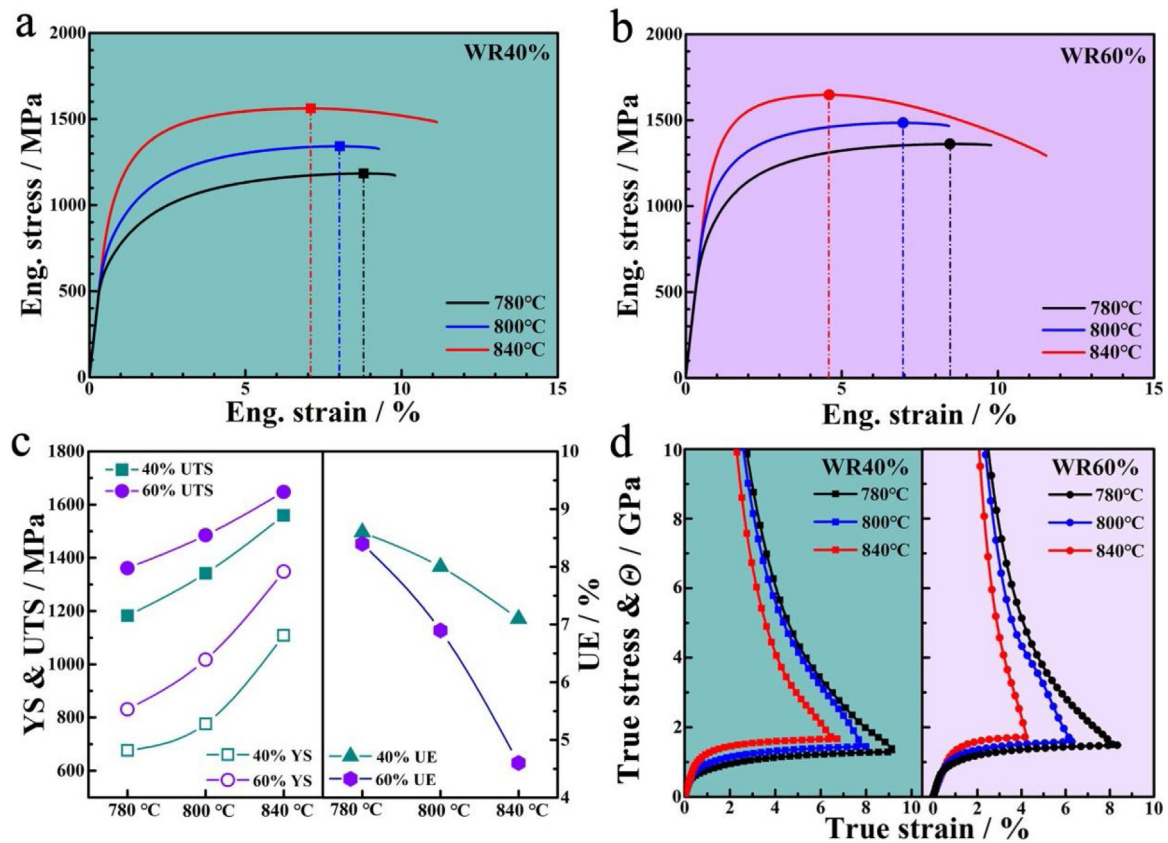 a
WR40%
2000
1500
1000
500
0
Eng. stress / MPa
780°C
800°C
840°C
0 5 10 15
Eng. strain / %
b
WR60%
2000
1500
1000
500
0
Eng. stress / MPa
780°C
800°C
840°C
0 5 10 15
Eng. strain / %
c
1800
1600
1400
1200
1000
800
600
YS & UTS / MPa
40% UTS
60% UTS
40% YS
60% YS
780 °C 800 °C 840 °C
40% UE
60% UE
780 °C 800 °C 840 °C
10
9
8
7
6
5
4
UE / %
d
10
8
6
4
2
0
True stress & Θ / GPa
WR40%
780°C
800°C
840°C
0 2 4 6 8 10
WR60%
780°C
800°C
840°C
0 2 4 6 8 10
True strain / %